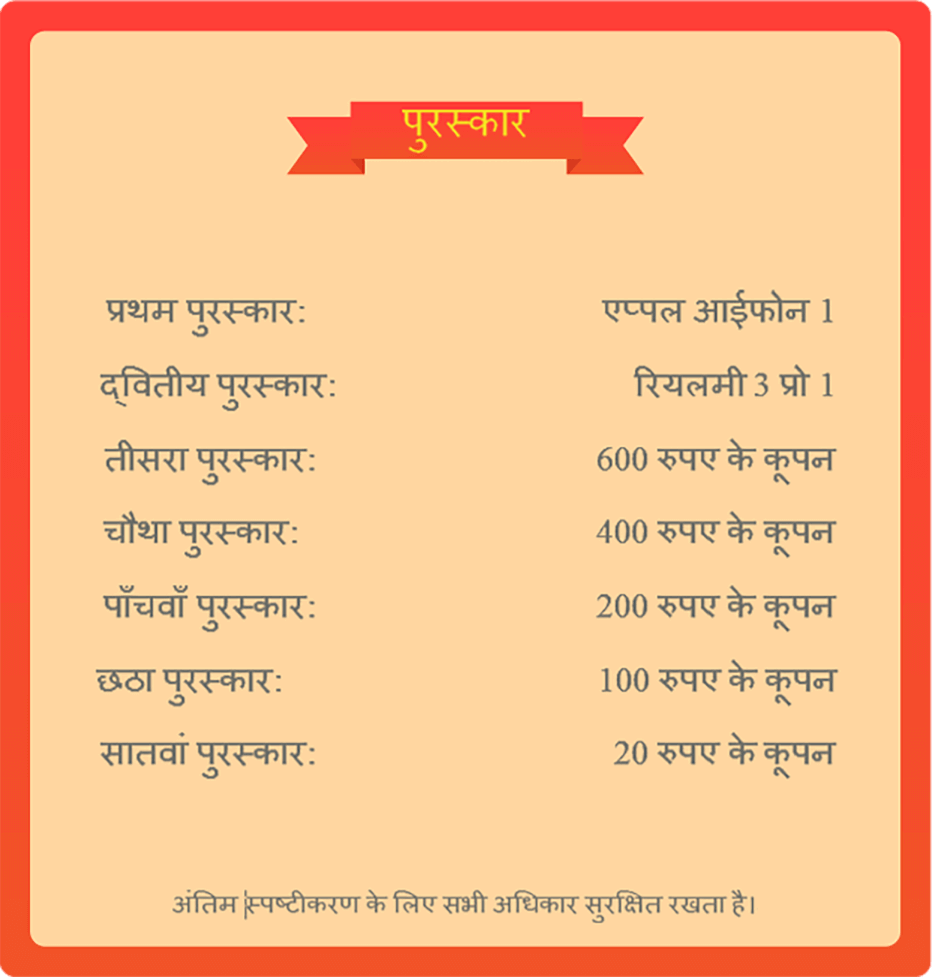 पुरस्कार
प्रथम पुरस्कार: एप्पल आईफोन 1
द्वितीय पुरस्कार: रियलमी 3 प्रो 1
तीसरा पुरस्कार: 600 रुपए के कूपन
चौथा पुरस्कार: 400 रुपए के कूपन
पाँचवाँ पुरस्कार: 200 रुपए के कूपन
छठा पुरस्कार: 100 रुपए के कूपन
सातवां पुरस्कार: 20 रुपए के कूपन
अंतिम स्पष्टीकरण के लिए सभी अधिकार सुरक्षित रखता है।